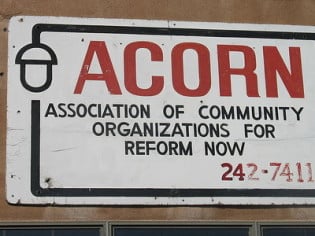 ACORN
ASSOCIATION OF COMMUNITY
ORGANIZATIONS FOR
REFORM NOW
242-7411